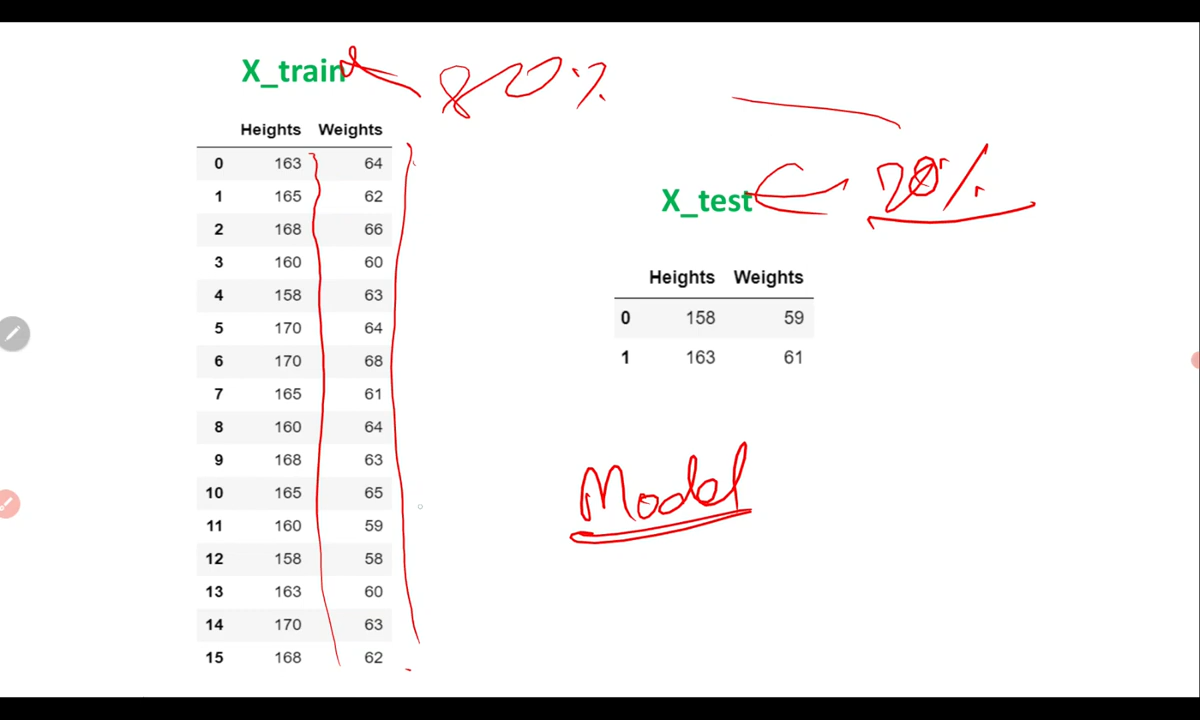 X_train 80%
Heights Weights
0 163 64
1 165 62
2 168 66
3 160 60
4 158 63
5 170 64
6 170 68
7 165 61
8 160 64
9 168 63
10 165 65
11 160 59
12 158 58
13 163 60
14 170 63
15 168 62
X_test 20%
Heights Weights
0 158 59
1 163 61
Model